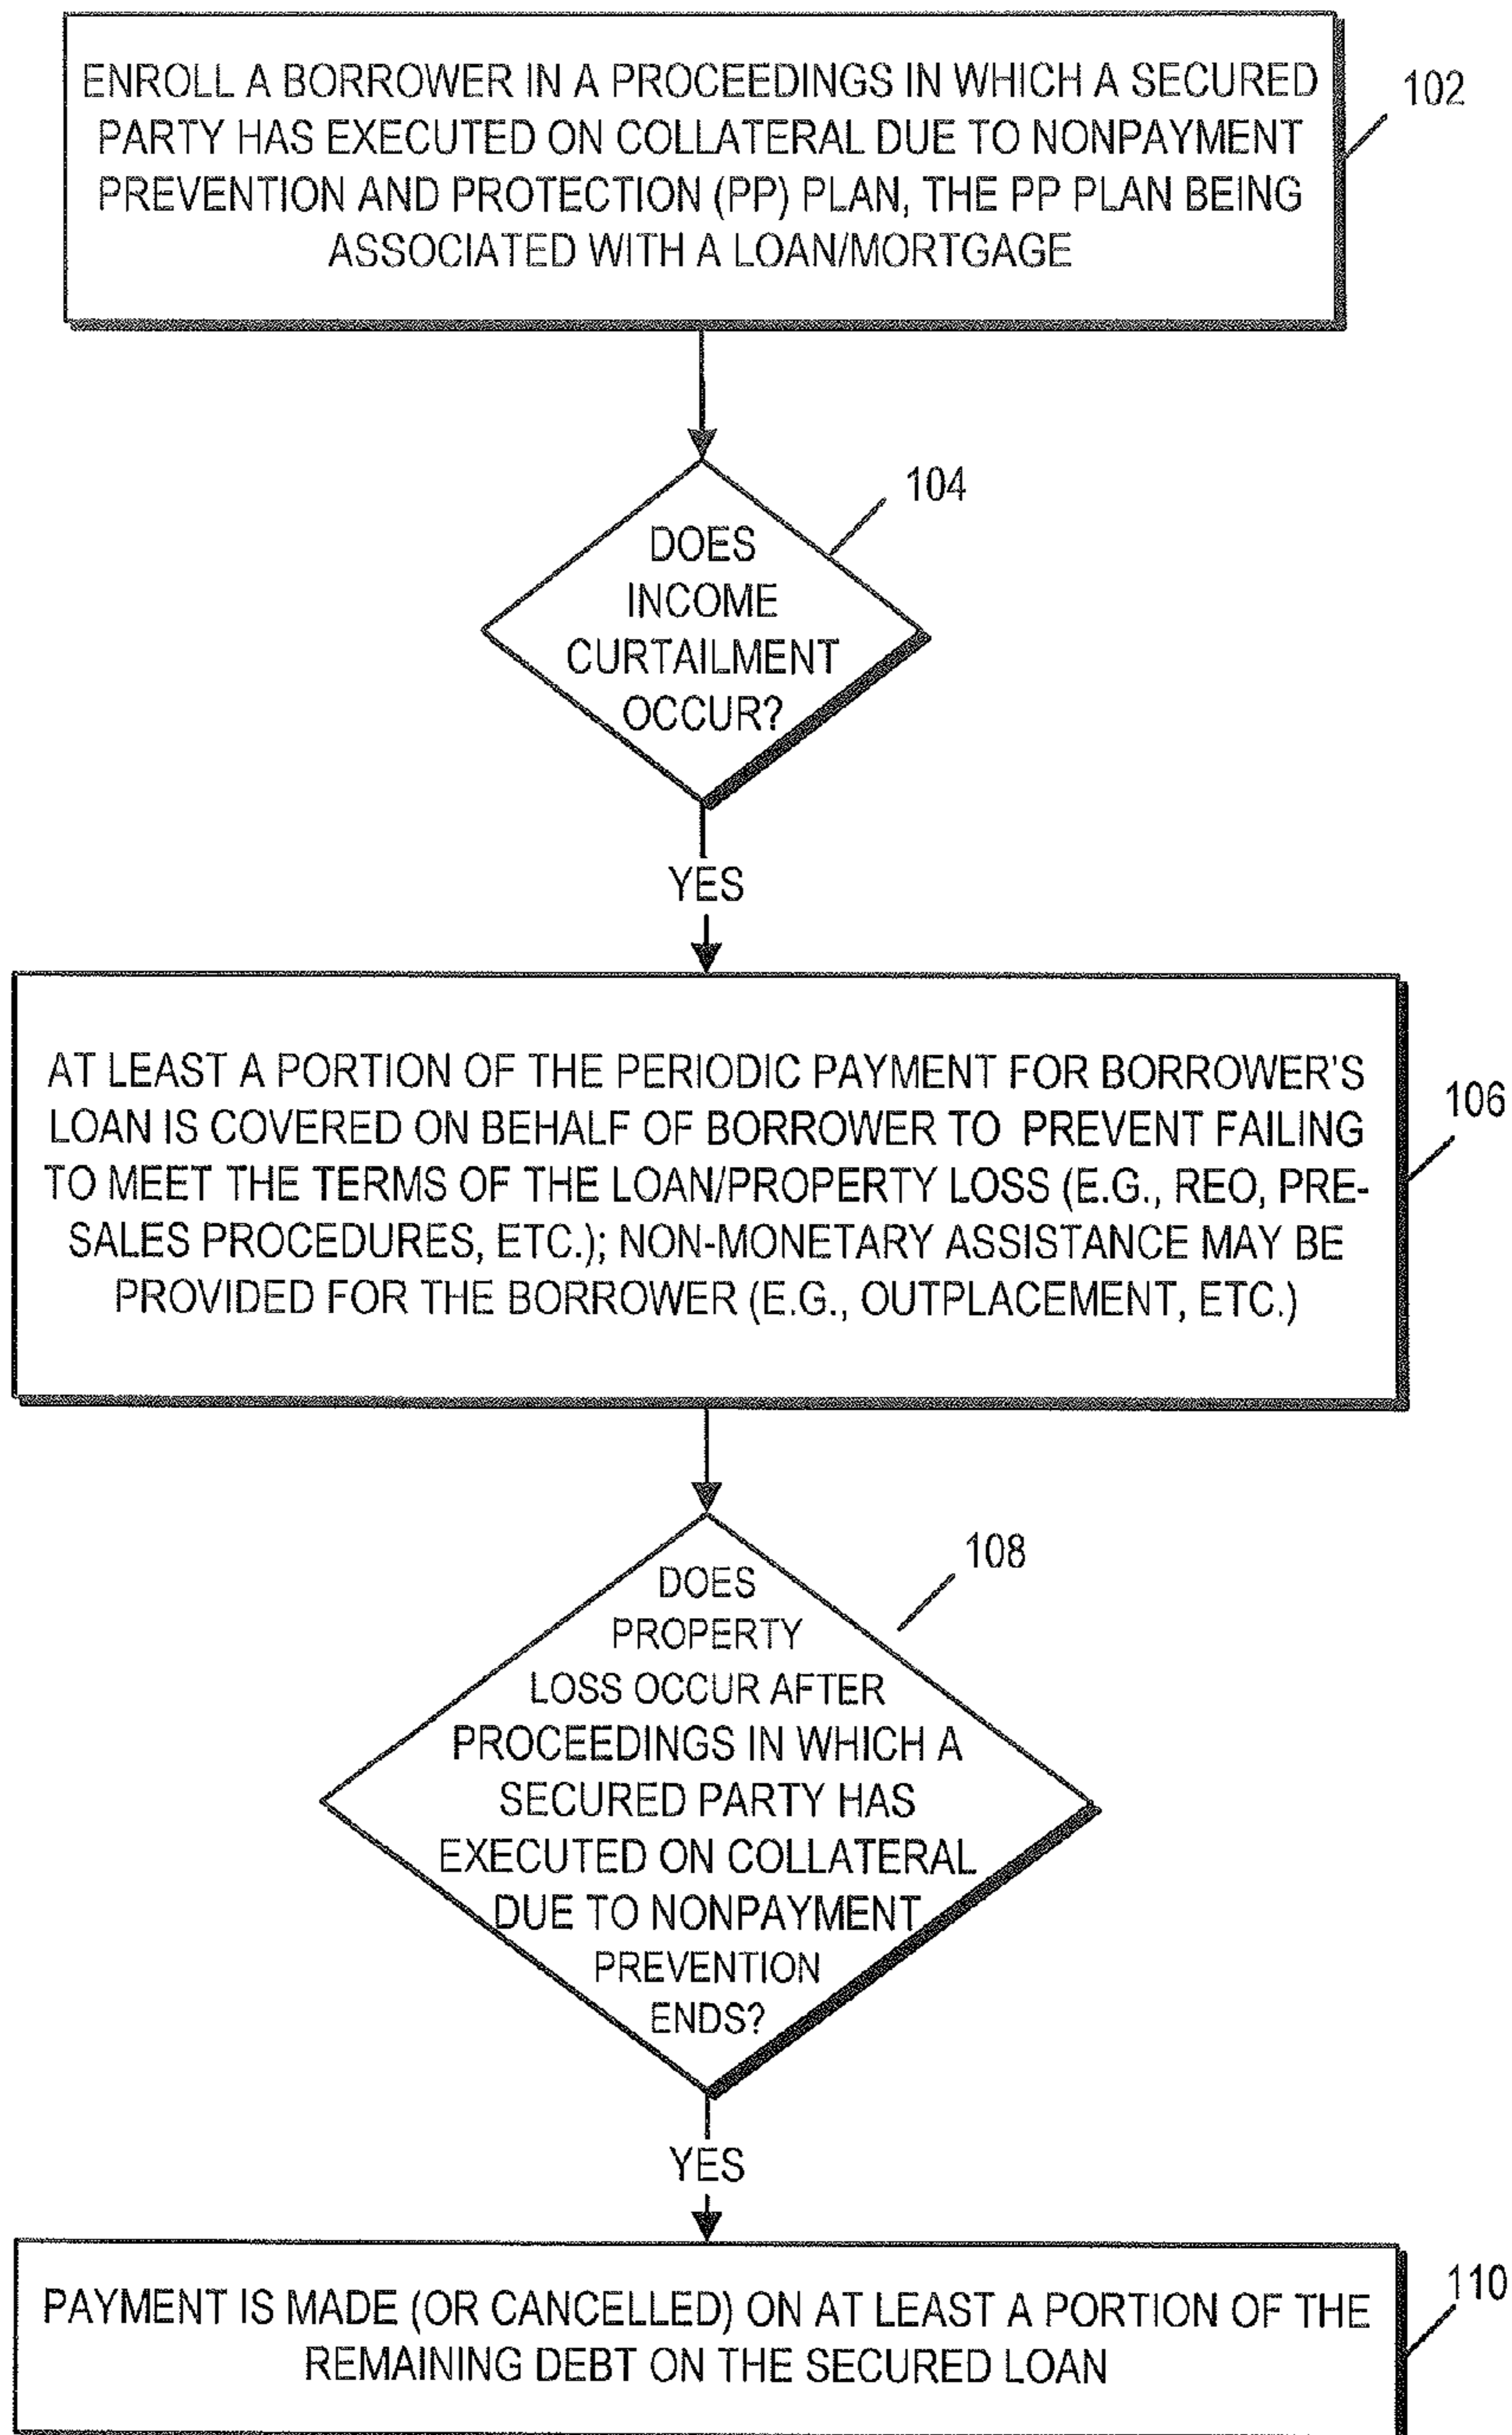 ENROLL A BORROWER IN A PROCEEDINGS IN WHICH A SECURED
PARTY HAS EXECUTED ON COLLATERAL DUE TO NONPAYMENT
PREVENTION AND PROTECTION (PP) PLAN, THE PP PLAN BEING
ASSOCIATED WITH A LOAN/MORTGAGE
102
104
DOES
INCOME
CURTAILMENT
OCCUR?
YES
AT LEAST A PORTION OF THE PERIODIC PAYMENT FOR BORROWER'S
LOAN IS COVERED ON BEHALF OF BORROWER TO PREVENT FAILING
TO MEET THE TERMS OF THE LOAN/PROPERTY LOSS (E.G., REO, PRE-
SALES PROCEDURES, ETC.); NON-MONETARY ASSISTANCE MAY BE
PROVIDED FOR THE BORROWER (E.G., OUTPLACEMENT, ETC.)
106
108
DOES
PROPERTY
LOSS OCCUR AFTER
PROCEEDINGS IN WHICH A
SECURED PARTY HAS
EXECUTED ON COLLATERAL
DUE TO NONPAYMENT
PREVENTION
ENDS?
YES
PAYMENT IS MADE (OR CANCELLED) ON AT LEAST A PORTION OF THE
REMAINING DEBT ON THE SECURED LOAN
110